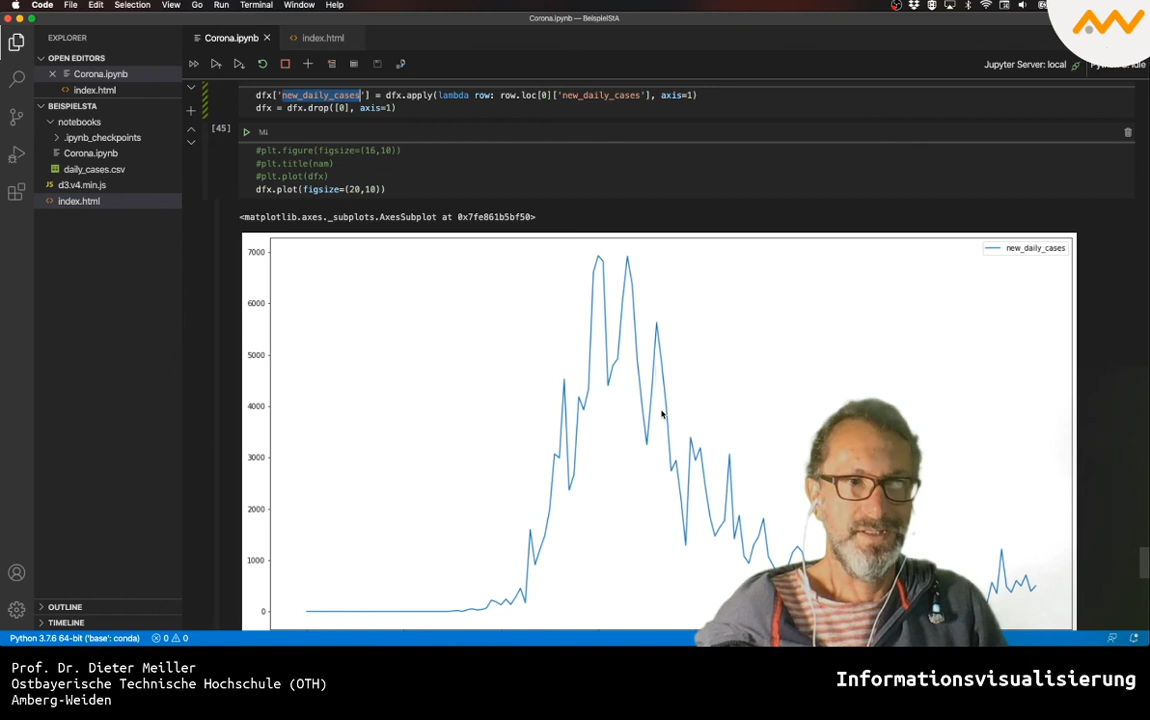 Code File Edit Selection View Go Run Terminal Window Help
Corona.ipynb — BeispielStA
EXPLORER
Corona.ipynb
index.html
OPEN EDITORS
Corona.ipynb
index.html
Jupyter Server: local
idle
BEISPIELSTA
notebooks
.ipynb_checkpoints
Corona.ipynb
daily_cases.csv
d3.v4.min.js
index.html
dfx['new_daily_cases'] = dfx.apply(lambda row: row.loc[0]['new_daily_cases'], axis=1)
dfx = dfx.drop([0], axis=1)
[45]
M↓
#plt.figure(figsize=(16,10))
#plt.title(nam)
#plt.plot(dfx)
dfx.plot(figsize=(20,10))
<matplotlib.axes._subplots.AxesSubplot at 0x7fe861b5bf50>
new_daily_cases
7000
6000
5000
4000
3000
2000
1000
0
OUTLINE
TIMELINE
Python 3.7.6 64-bit ('base': conda) 0 0
Prof. Dr. Dieter Meiller
Ostbayerische Technische Hochschule (OTH)
Amberg-Weiden
Informationsvisualisierung